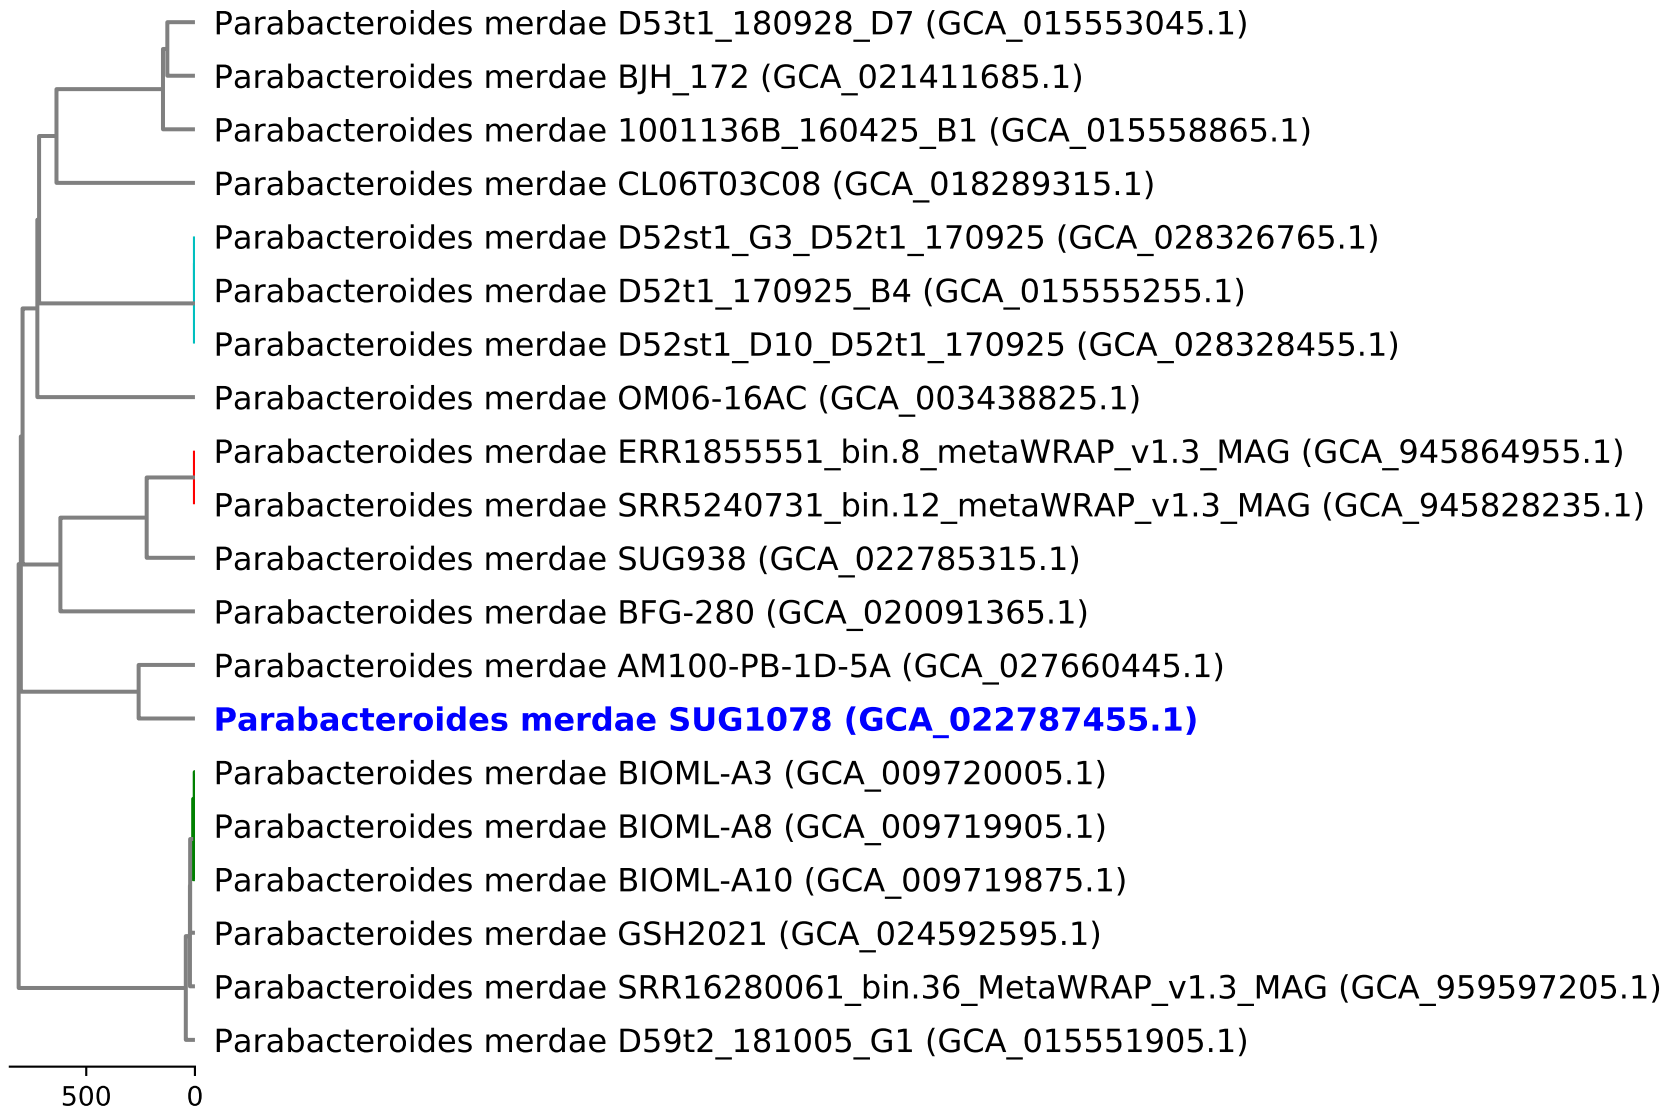 Parabacteroides merdae D53t1_180928_D7 (GCA_015553045.1)
Parabacteroides merdae BJH_172 (GCA_021411685.1)
Parabacteroides merdae 1001136B_160425_B1 (GCA_015558865.1)
Parabacteroides merdae CL06T03C08 (GCA_018289315.1)
Parabacteroides merdae D52st1_G3_D52t1_170925 (GCA_028326765.1)
Parabacteroides merdae D52t1_170925_B4 (GCA_015555255.1)
Parabacteroides merdae D52st1_D10_D52t1_170925 (GCA_028328455.1)
Parabacteroides merdae OM06-16AC (GCA_003438825.1)
Parabacteroides merdae ERR1855551_bin.8_metaWRAP_v1.3_MAG (GCA_945864955.1)
Parabacteroides merdae SRR5240731_bin.12_metaWRAP_v1.3_MAG (GCA_945828235.1)
Parabacteroides merdae SUG938 (GCA_022785315.1)
Parabacteroides merdae BFG-280 (GCA_020091365.1)
Parabacteroides merdae AM100-PB-1D-5A (GCA_027660445.1)
Parabacteroides merdae SUG1078 (GCA_022787455.1)
Parabacteroides merdae BIOML-A3 (GCA_009720005.1)
Parabacteroides merdae BIOML-A8 (GCA_009719905.1)
Parabacteroides merdae BIOML-A10 (GCA_009719875.1)
Parabacteroides merdae GSH2021 (GCA_024592595.1)
Parabacteroides merdae SRR16280061_bin.36_MetaWRAP_v1.3_MAG (GCA_959597205.1)
Parabacteroides merdae D59t2_181005_G1 (GCA_015551905.1)
500 0